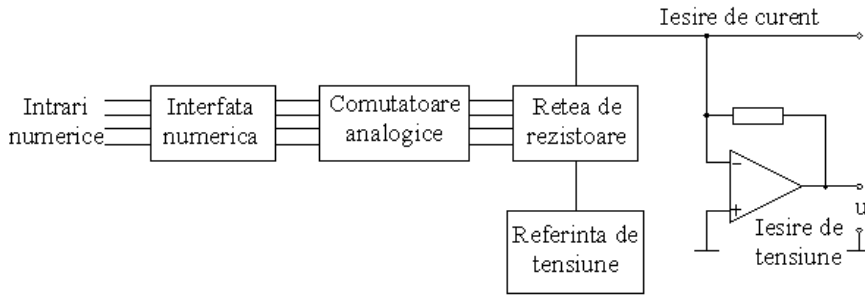 Iesire de curent
Intrari
numerice
Interfata
numerica
Comutatoare
analogice
Retea de
rezistoare
Referinta de
tensiune
−
+
u
Iesire de
tensiune